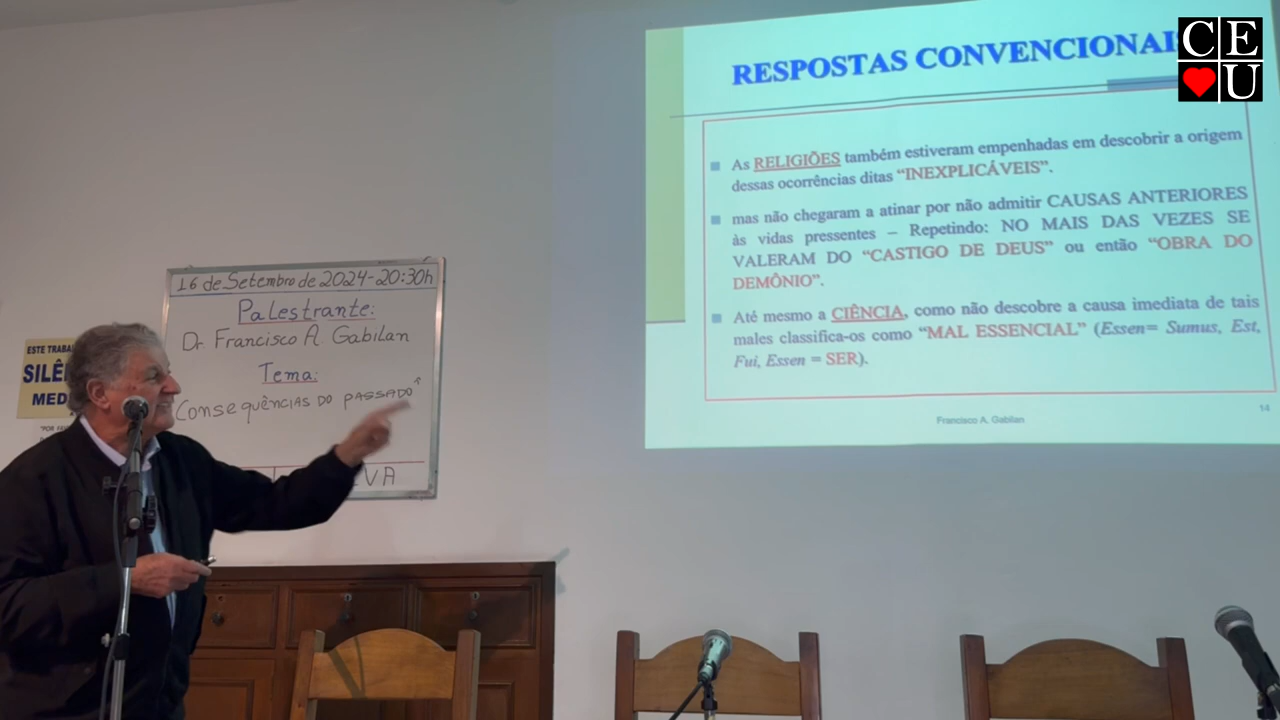 C E
U
RESPOSTAS CONVENCIONAI
As RELIGIÕES também estiveram empenhadas em descobrir a origem
dessas ocorrências ditas “INEXPLICÁVEIS”.
mas não chegaram a atinar por não admitir CAUSAS ANTERIORES
às vidas pressentes – Repetindo: NO MAIS DAS VEZES SE
VALERAM DO “CASTIGO DE DEUS” ou então “OBRA DO
DEMÔNIO”.
Até mesmo a CIÊNCIA, como não descobre a causa imediata de tais
males classifica-os como “MAL ESSENCIAL” (Essen= Sumus, Est,
Fui, Essen = SER).
Francisco A. Gabilan
14
16 de Setembro de 2024-20:30h
Palestrante:
Dr Francisco A. Gabilan
Tema:
Consequências do passado"
VA
ESTE TRABA
SILÊ
MED